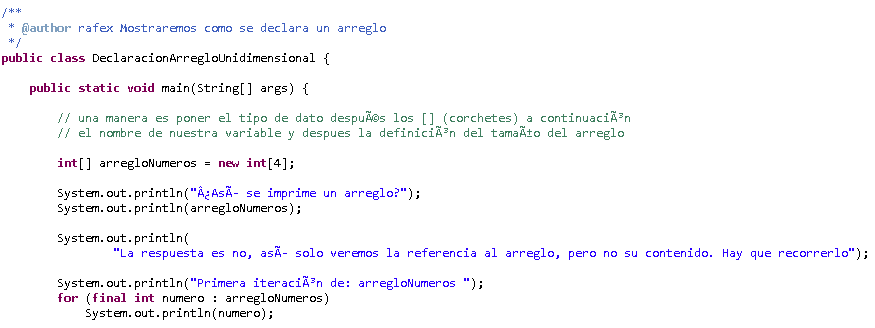 /**
 * @author rafex Mostraremos como se declara un arreglo
 */
public class DeclaracionArregloUnidimensional {
public static void main(String[] args) {
// una manera es poner el tipo de dato despuÃ©s los [] (corchetes) a continuaciÃ³n
// el nombre de nuestra variable y despues la definiciÃ³n del tamaÃ±o del arreglo
int[] arregloNumeros = new int[4];
System.out.println("Â¿AsÃ- se imprime un arreglo?");
System.out.println(arregloNumeros);
System.out.println(
"La respuesta es no, asÃ- solo veremos la referencia al arreglo, pero no su contenido. Hay que recorrerlo");
System.out.println("Primera iteraciÃ³n de: arregloNumeros ");
for (final int numero : arregloNumeros)
System.out.println(numero);